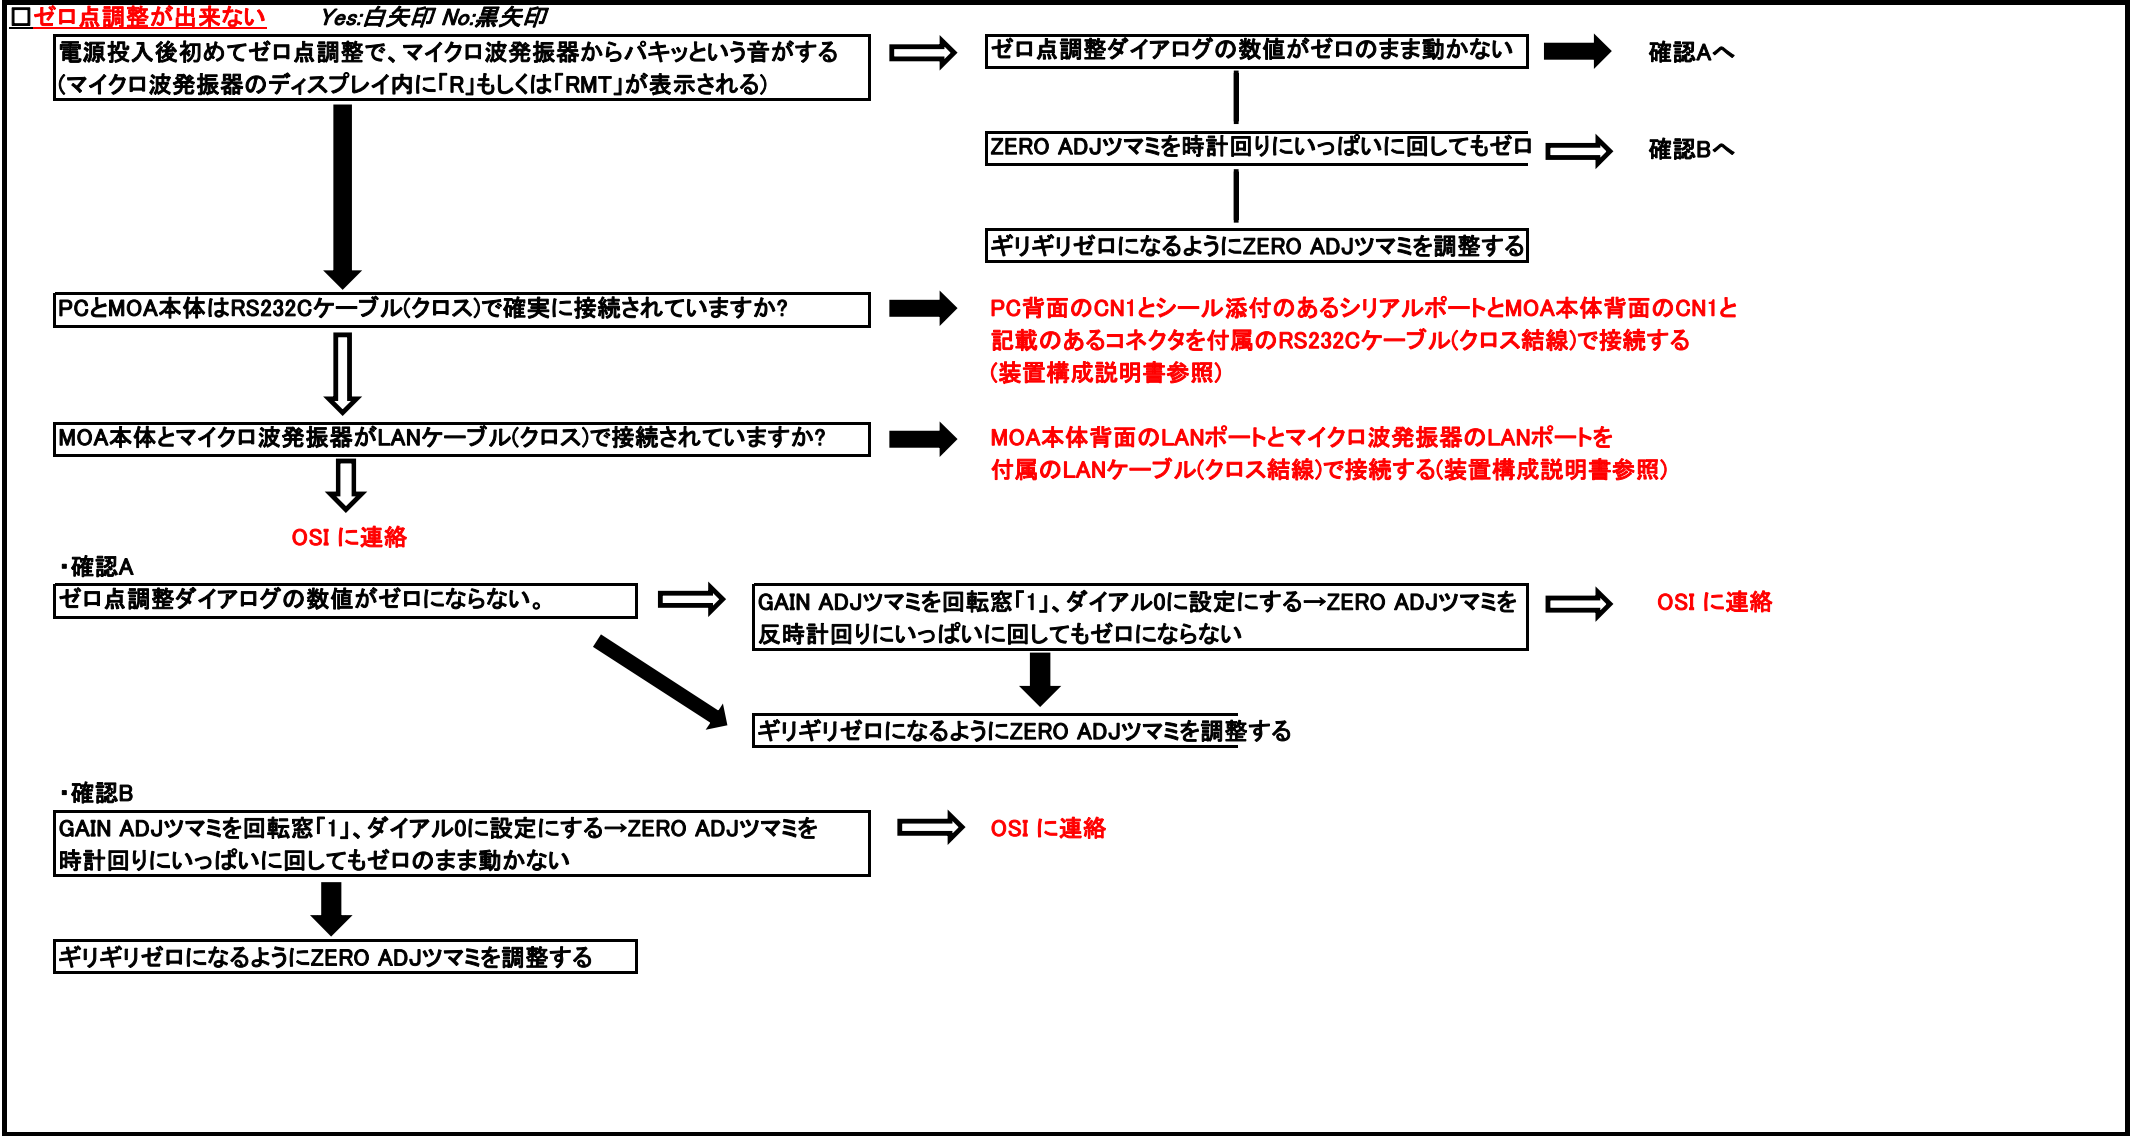 □ゼロ点調整が出来ない Yes:白矢印 No:黒矢印
電源投入後初めてゼロ点調整で、マイクロ波発振器からパキッという音がする
(マイクロ波発振器のディスプレイ内に「R」もしくは「RMT」が表示される)
ゼロ点調整ダイアログの数値がゼロのまま動かない
確認Aへ
ZERO ADJツマミを時計回りにいっぱいに回してもゼロ
確認Bへ
ギリギリゼロになるようにZERO ADJツマミを調整する
PCとMOA本体はRS232Cケーブル(クロス)で確実に接続されていますか?
PC背面のCN1とシール添付のあるシリアルポートとMOA本体背面のCN1と
記載のあるコネクタを付属のRS232Cケーブル(クロス結線)で接続する
(装置構成説明書参照)
MOA本体とマイクロ波発振器がLANケーブル(クロス)で接続されていますか?
MOA本体背面のLANポートとマイクロ波発振器のLANポートを
付属のLANケーブル(クロス結線)で接続する(装置構成説明書参照)
OSI に連絡
・確認A
ゼロ点調整ダイアログの数値がゼロにならない。
GAIN ADJツマミを回転窓「1」、ダイアル0に設定にする→ZERO ADJツマミを
反時計回りにいっぱいに回してもゼロにならない
OSI に連絡
ギリギリゼロになるようにZERO ADJツマミを調整する
・確認B
GAIN ADJツマミを回転窓「1」、ダイアル0に設定にする→ZERO ADJツマミを
時計回りにいっぱいに回してもゼロのまま動かない
OSI に連絡
ギリギリゼロになるようにZERO ADJツマミを調整する